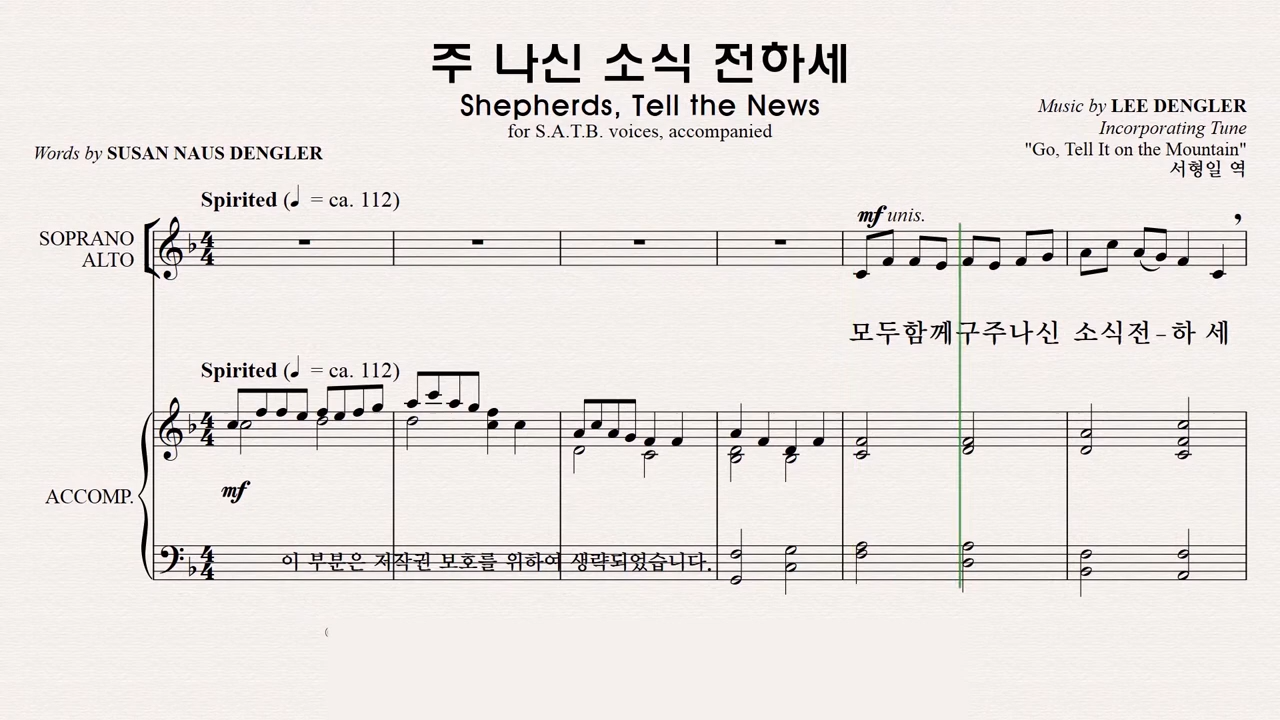 주 나신 소식 전하세
Shepherds, Tell the News
for S.A.T.B. voices, accompanied
Words by SUSAN NAUS DENGLER
Music by LEE DENGLER
Incorporating Tune
"Go, Tell It on the Mountain"
서형일 역
Spirited (♩ = ca. 112)
SOPRANO
ALTO
mf unis.
모두함께구주나신 소식전-하 세
Spirited (♩ = ca. 112)
mf
ACCOMP.
이 부분은 저작권 보호를 위하여 생략되었습니다.